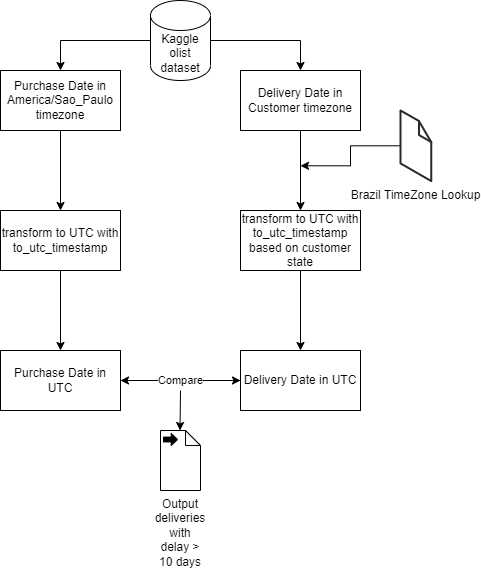 Kaggle
olist
dataset
Purchase Date in
America/Sao_Paulo
timezone
Delivery Date in
Customer timezone
Brazil TimeZone Lookup
transform to UTC with
to_utc_timestamp
transform to UTC with
to_utc_timestamp
based on customer
state
Purchase Date in
UTC
Compare
Delivery Date in UTC
Output
deliveries
with
delay >
10 days